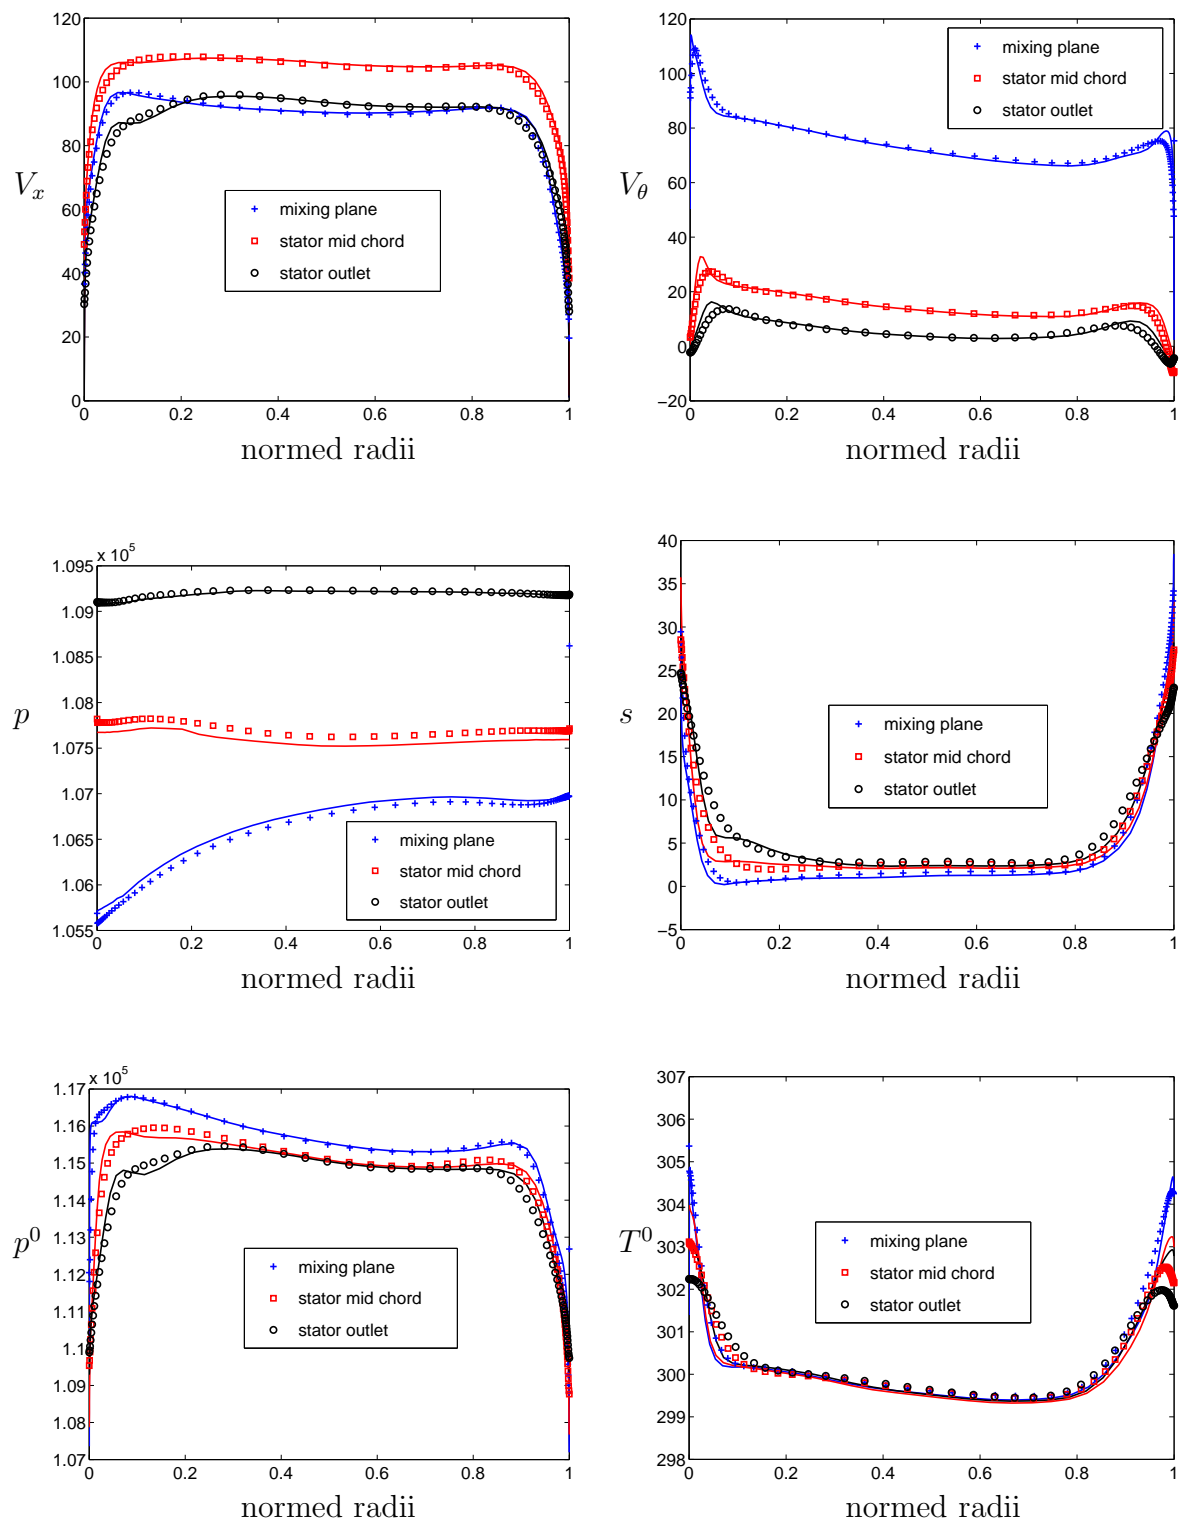 120
100
80
60
40
20
0
V_x
mixing plane
stator mid chord
stator outlet
0 0.2 0.4 0.6 0.8 1
normed radii
120
100
80
60
40
20
0
−20
V_θ
mixing plane
stator mid chord
stator outlet
0 0.2 0.4 0.6 0.8 1
normed radii
x 10^5
1.095
1.09
1.085
1.08
1.075
1.07
1.065
1.06
1.055
p
mixing plane
stator mid chord
stator outlet
0 0.2 0.4 0.6 0.8 1
normed radii
40
35
30
25
20
15
10
5
0
−5
s
mixing plane
stator mid chord
stator outlet
0 0.2 0.4 0.6 0.8 1
normed radii
x 10^5
1.17
1.16
1.15
1.14
1.13
1.12
1.11
1.10
1.09
1.08
1.07
p^0
mixing plane
stator mid chord
stator outlet
0 0.2 0.4 0.6 0.8 1
normed radii
307
306
305
304
303
302
301
300
299
298
T^0
mixing plane
stator mid chord
stator outlet
0 0.2 0.4 0.6 0.8 1
normed radii